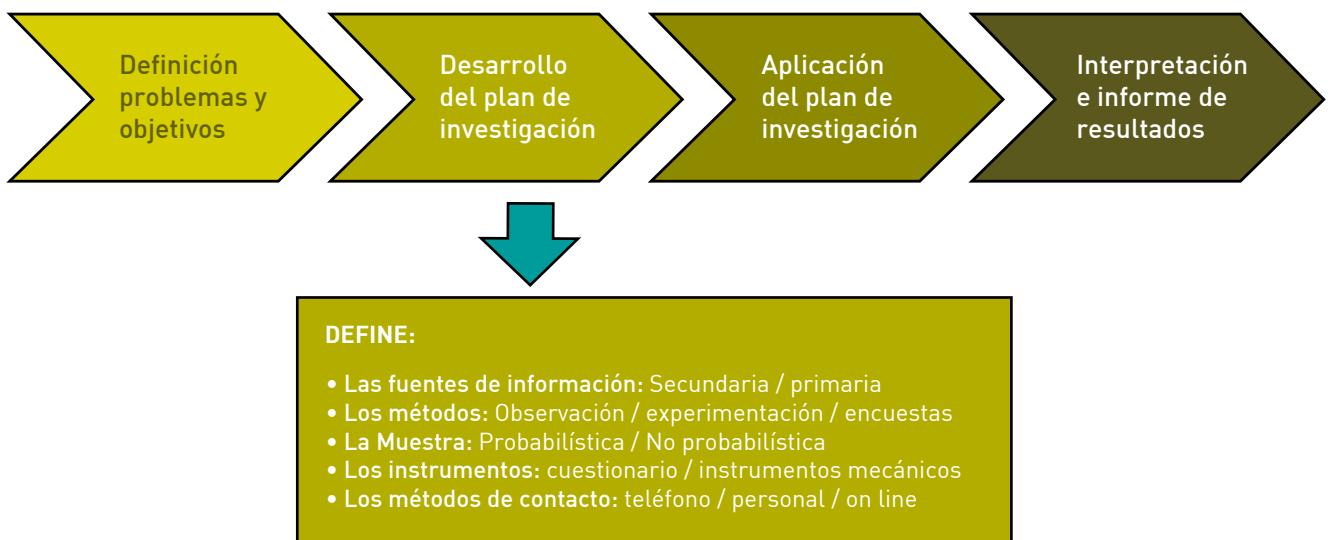 Definición
problemas y
objetivos
Desarrollo
del plan de
investigación
Aplicación
del plan de
investigación
Interpretación
e informe de
resultados
DEFINE:
• Las fuentes de información: Secundaria / primaria
• Los métodos: Observación / experimentación / encuestas
• La Muestra: Probabilística / No probabilística
• Los instrumentos: cuestionario / instrumentos mecánicos
• Los métodos de contacto: teléfono / personal / on line